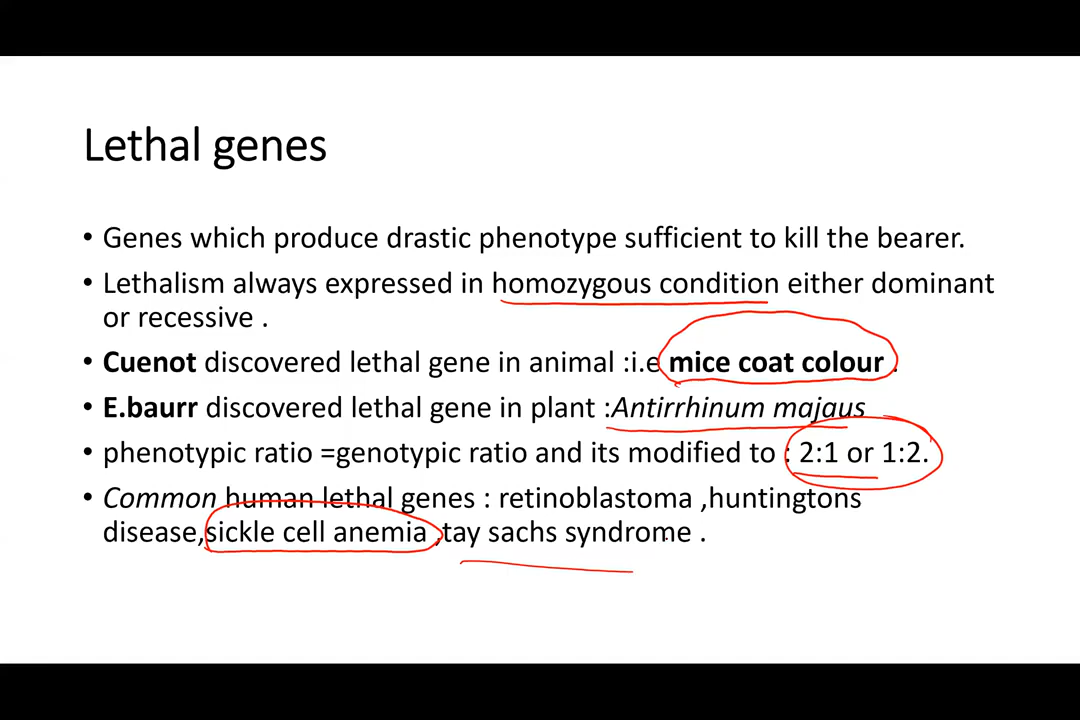 Lethal genes
• Genes which produce drastic phenotype sufficient to kill the bearer.
• Lethalism always expressed in homozygous condition either dominant
or recessive .
• Cuenot discovered lethal gene in animal :i.e mice coat colour .
• E.baurr discovered lethal gene in plant :Antirrhinum majaus
• phenotypic ratio =genotypic ratio and its modified to : 2:1 or 1:2.
• Common human lethal genes : retinoblastoma ,huntingtons
disease,sickle cell anemia ,tay sachs syndrome .